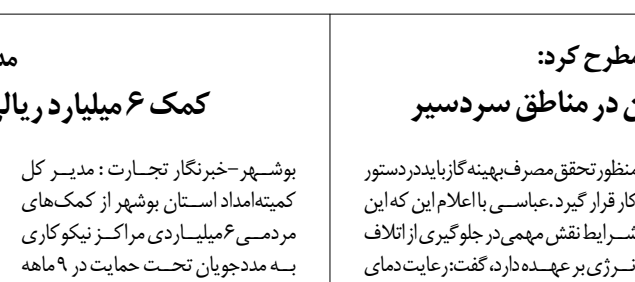 مطرح کرد:
در مناطق سردسیر
منظور تحقق مصرف بهینه گاز باید در دستور
کار قرار گیرد. عباسی با اعلام این که این
شرایط نقش مهمی در جلوگیری از اتلاف
انرژی بر عهده دارد، گفت: رعایت دمای
کمک ۶ میلیارد ریالی
بوشهر-خبرنگار تجارت: مدیر کل
کمیته امداد استان بوشهر از کمک‌های
مردمی ۶ میلیاردی مراکز نیکوکاری
به مددجویان تحت حمایت در ۹ ماهه